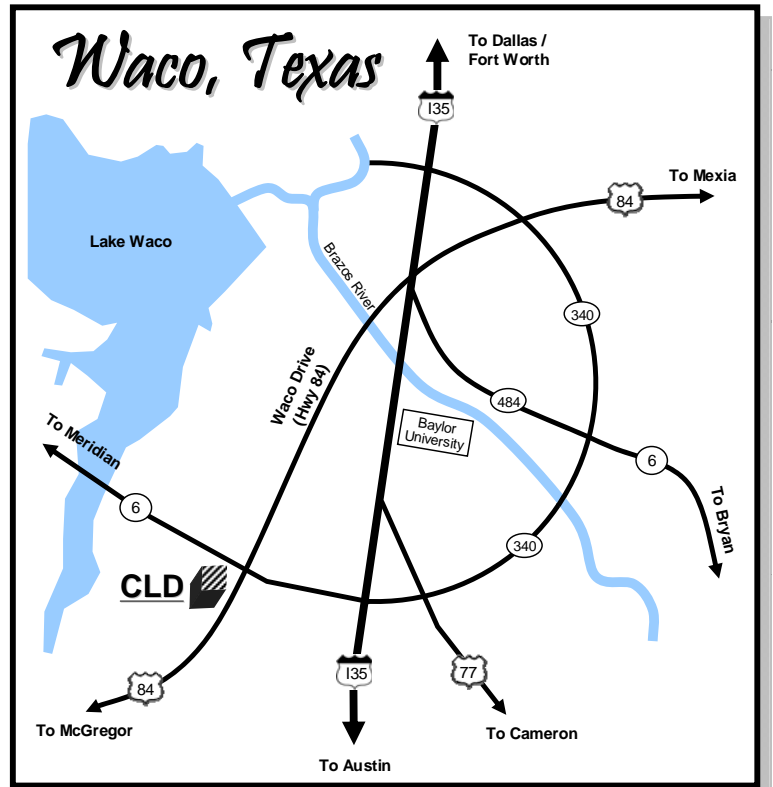 Waco, Texas
To Dallas /
Fort Worth
I35
To Mexia
84
Lake Waco
Brazos River
340
Waco Drive
(Hwy 84)
484
Baylor
University
To Meridian
6
6
To Bryan
340
CLD
I35
77
84
To McGregor
To Cameron
To Austin